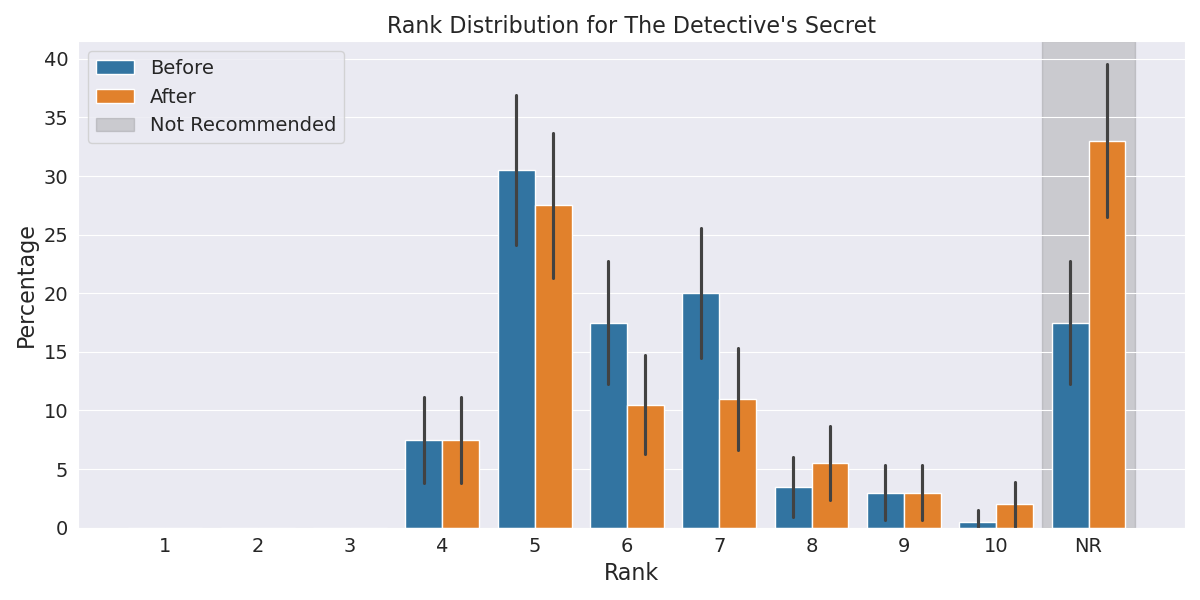 Rank Distribution for The Detective's Secret
Before
After
Not Recommended
Percentage
40
35
30
25
20
15
10
5
0
1 2 3 4 5 6 7 8 9 10 NR
Rank